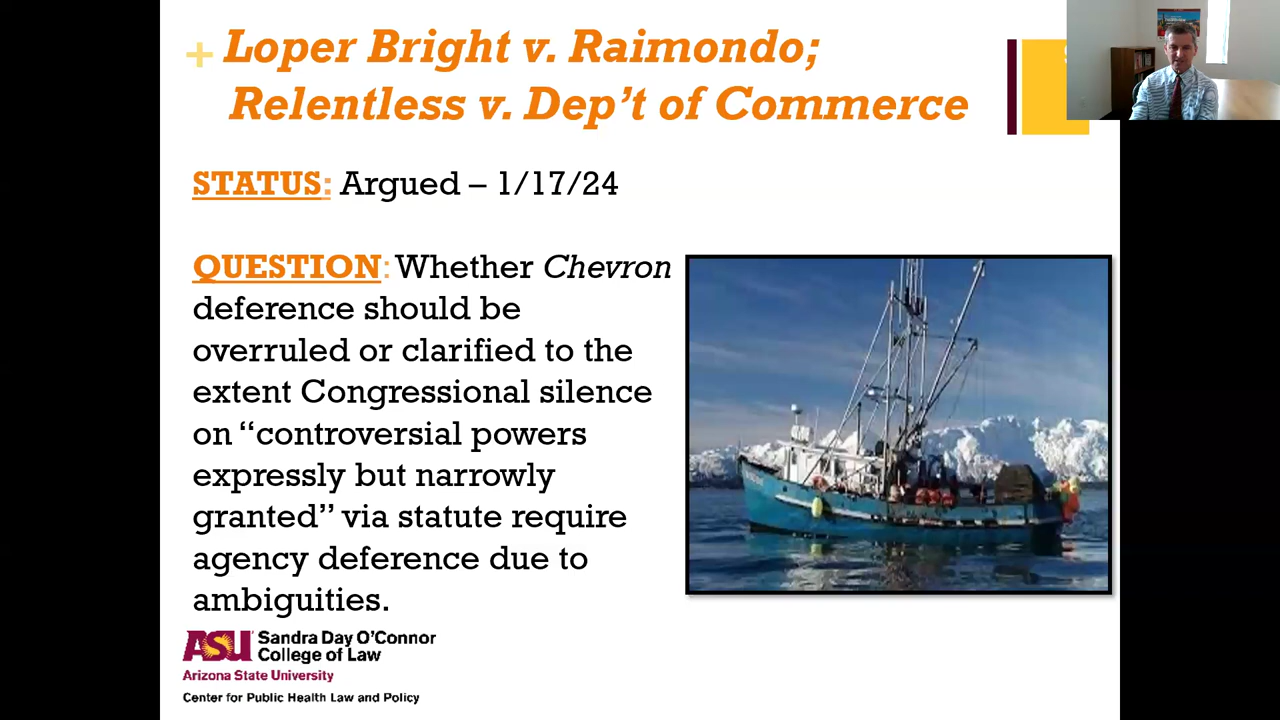 + Loper Bright v. Raimondo;
Relentless v. Dep’t of Commerce
STATUS: Argued – 1/17/24
QUESTION: Whether Chevron
deference should be
overruled or clarified to the
extent Congressional silence
on “controversial powers
expressly but narrowly
granted” via statute require
agency deference due to
ambiguities.
ASU Sandra Day O’Connor
College of Law
Arizona State University
Center for Public Health Law and Policy